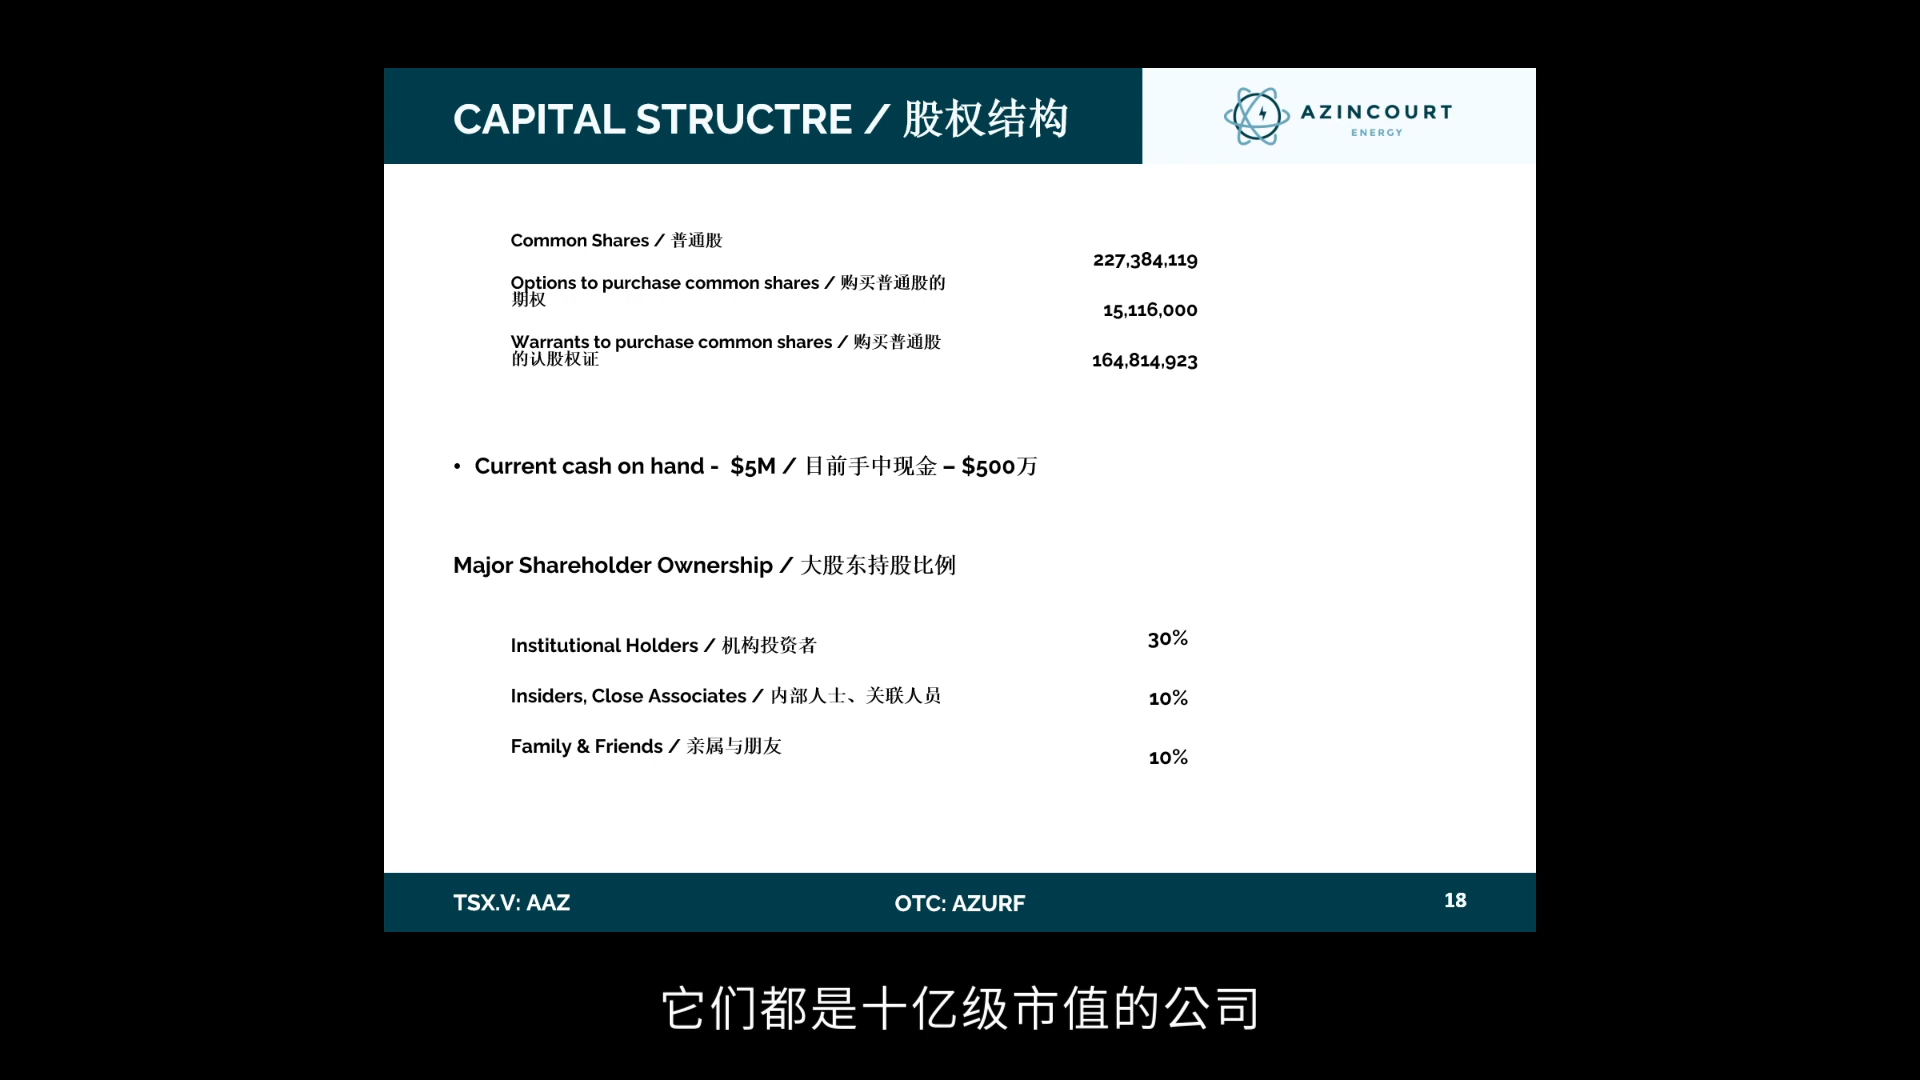 CAPITAL STRUCTRE / 股权结构
AZINCOURT
ENERGY
Common Shares / 普通股
227,384,119
Options to purchase common shares / 购买普通股的
期权
15,116,000
Warrants to purchase common shares / 购买普通股
的认股权证
164,814,923
• Current cash on hand - $5M / 目前手中现金 – $500万
Major Shareholder Ownership / 大股东持股比例
Institutional Holders / 机构投资者
30%
Insiders, Close Associates / 内部人士、关联人员
10%
Family & Friends / 亲属与朋友
10%
TSX.V: AAZ
OTC: AZURF
18
它们都是十亿级市值的公司